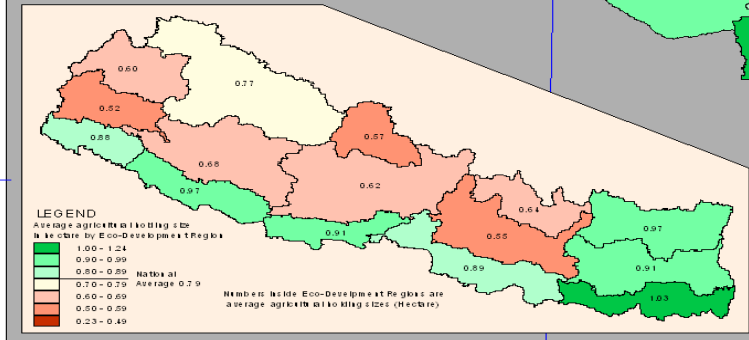 0.60
0.77
0.52
0.57
0.88
0.68
0.62
0.97
0.64
0.97
0.91
0.55
0.91
0.89
1.03
LEGEND
Average agricultural holding size
in hectare by Eco-Development Region
1.00 - 1.24
0.90 - 0.99
0.80 - 0.89
0.70 - 0.79
0.60 - 0.69
0.50 - 0.59
0.23 - 0.49
National
Average 0.79
Numbers Inside Eco-Develpment Regions are
average agricultural holding sizes (Hectare)